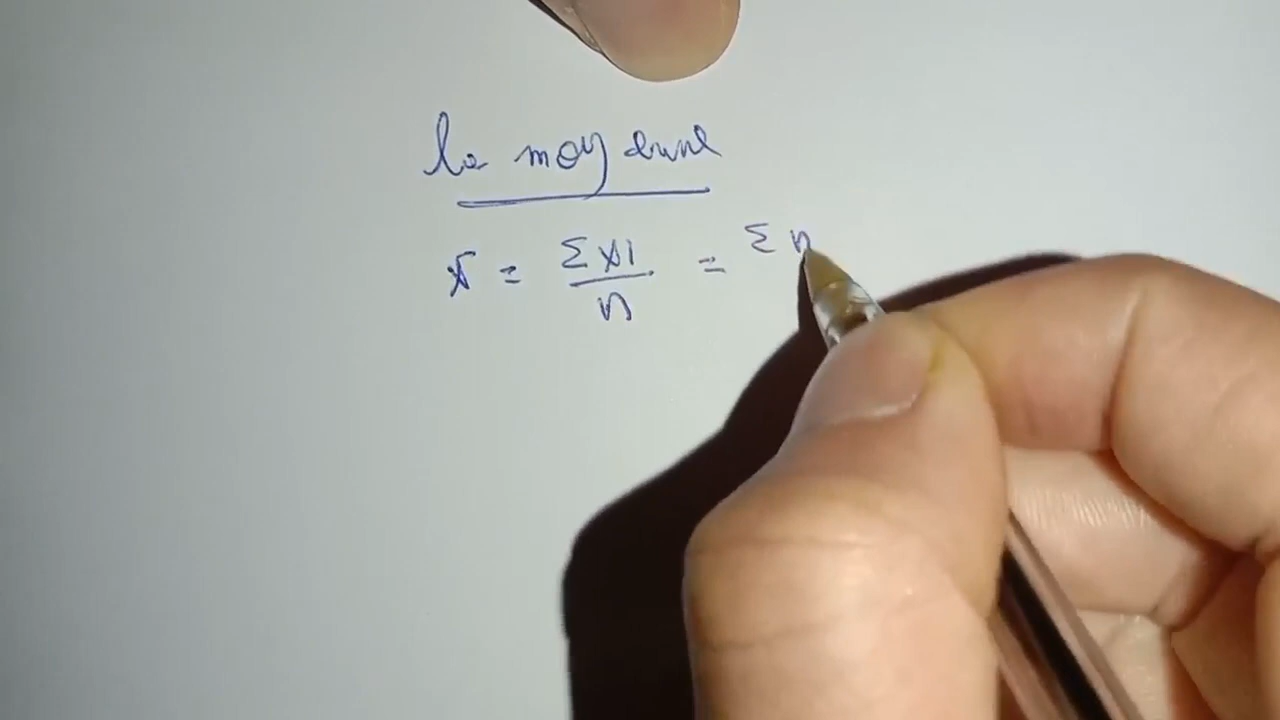 la moyenne
x̄ = Σxi/n = Σ n